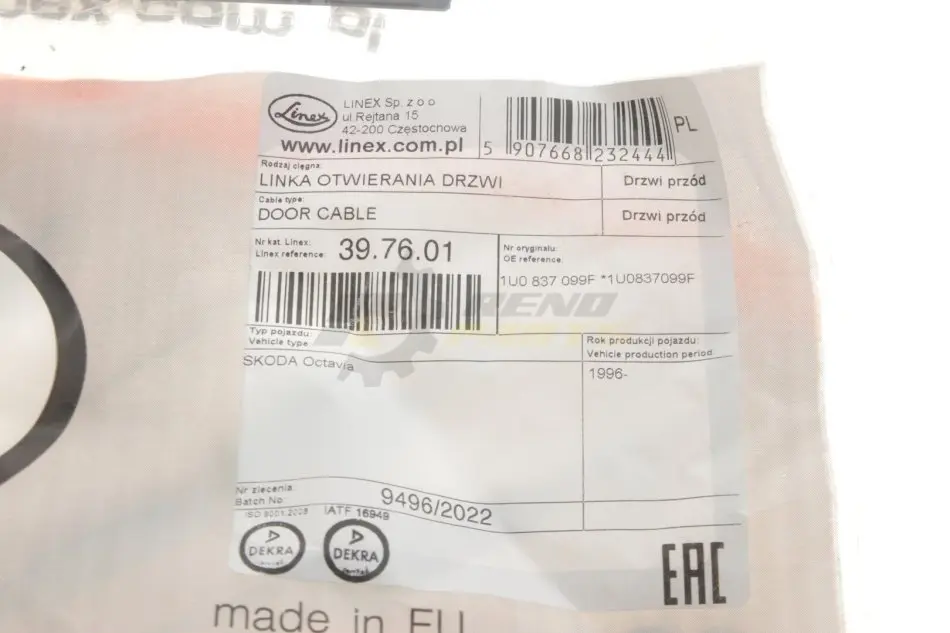 Linex
LINEX Sp. z o o
ul.Rejtana 15
42-200 Częstochowa
www.linex.com.pl
5 907668 232444
PL
Rodzaj cięgna:
LINKA OTWIERANIA DRZWI
Drzwi przód
Cable type:
DOOR CABLE
Drzwi przód
Nr kat. Linex:
Linex reference:
39.76.01
Nr oryginału:
OE reference:
1U0 837 099F *1U0837099F
RENO
PARTS
Typ pojazdu:
Vehicle type
SKODA Octavia
Rok produkcji pojazdu:
Vehicle production period
1996-
Nr zlecenia
Batch No:
9496/2022
ISO 9001:2008
IATF 16949
DEKRA
DEKRA
EAC
made in EU